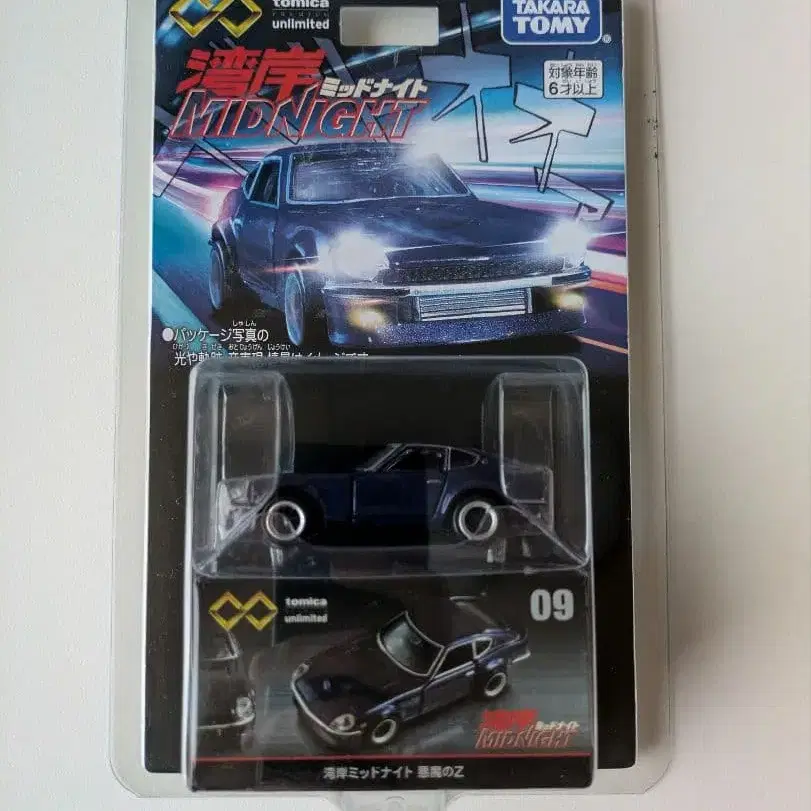 tomica
PREMIUM
unlimited
TAKARA
TOMY
湾岸
ミッドナイト
MIDNIGHT
対象年齢
6才以上
●パッケージ写真の
tomica
unlimited
09
湾岸
ミッドナイト
MIDNIGHT
湾岸ミッドナイト 悪魔のZ